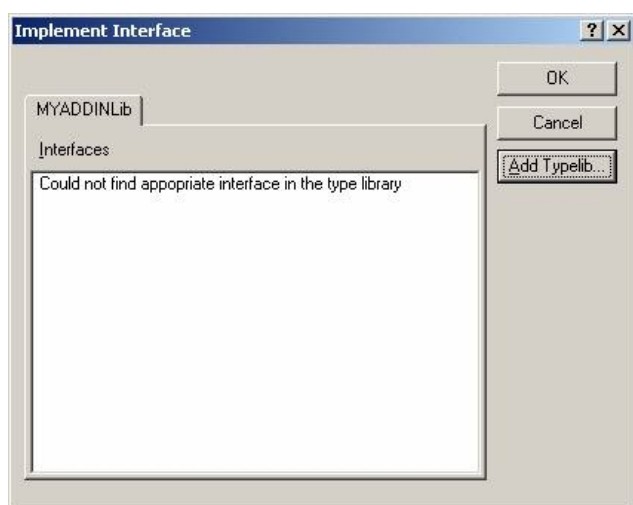 Implement Interface
OK
MYADDINLib
Cancel
Interfaces
Add Typelib...
Could not find appopriate interface in the type library